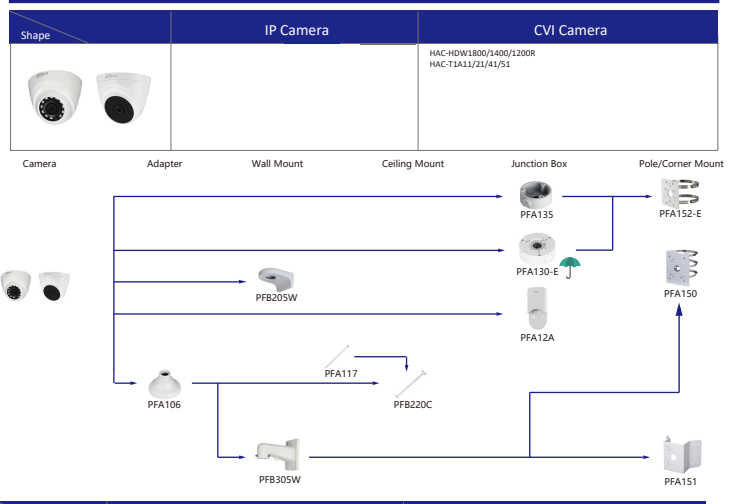 Shape
IP Camera
CVI Camera
HAC-HDW1800/1400/1200R
HAC-T1A11/21/41/51
Camera
Adapter
Wall Mount
Ceiling Mount
Junction Box
Pole/Corner Mount
PFA135
PFA152-E
PFA130-E
PFB205W
PFA150
PFA12A
PFA117
PFA106
PFB220C
PFB305W
PFA151